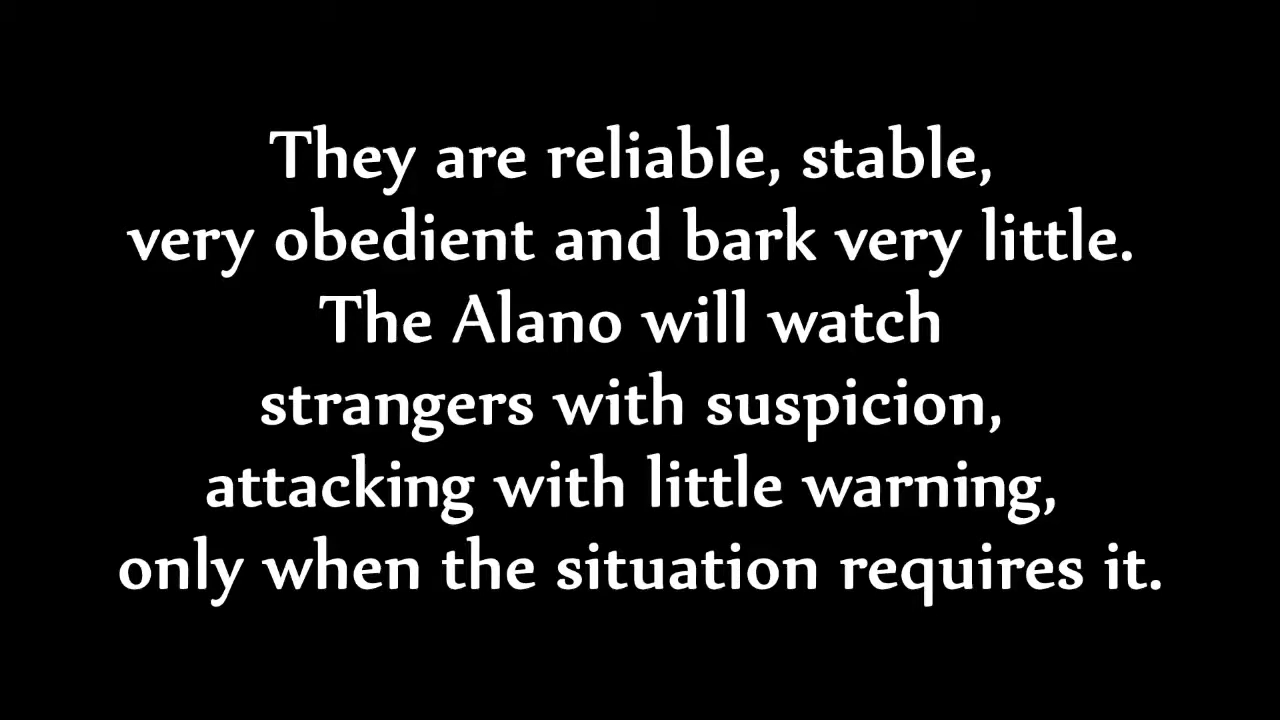 They are reliable, stable,
very obedient and bark very little.
The Alano will watch
strangers with suspicion,
attacking with little warning,
only when the situation requires it.